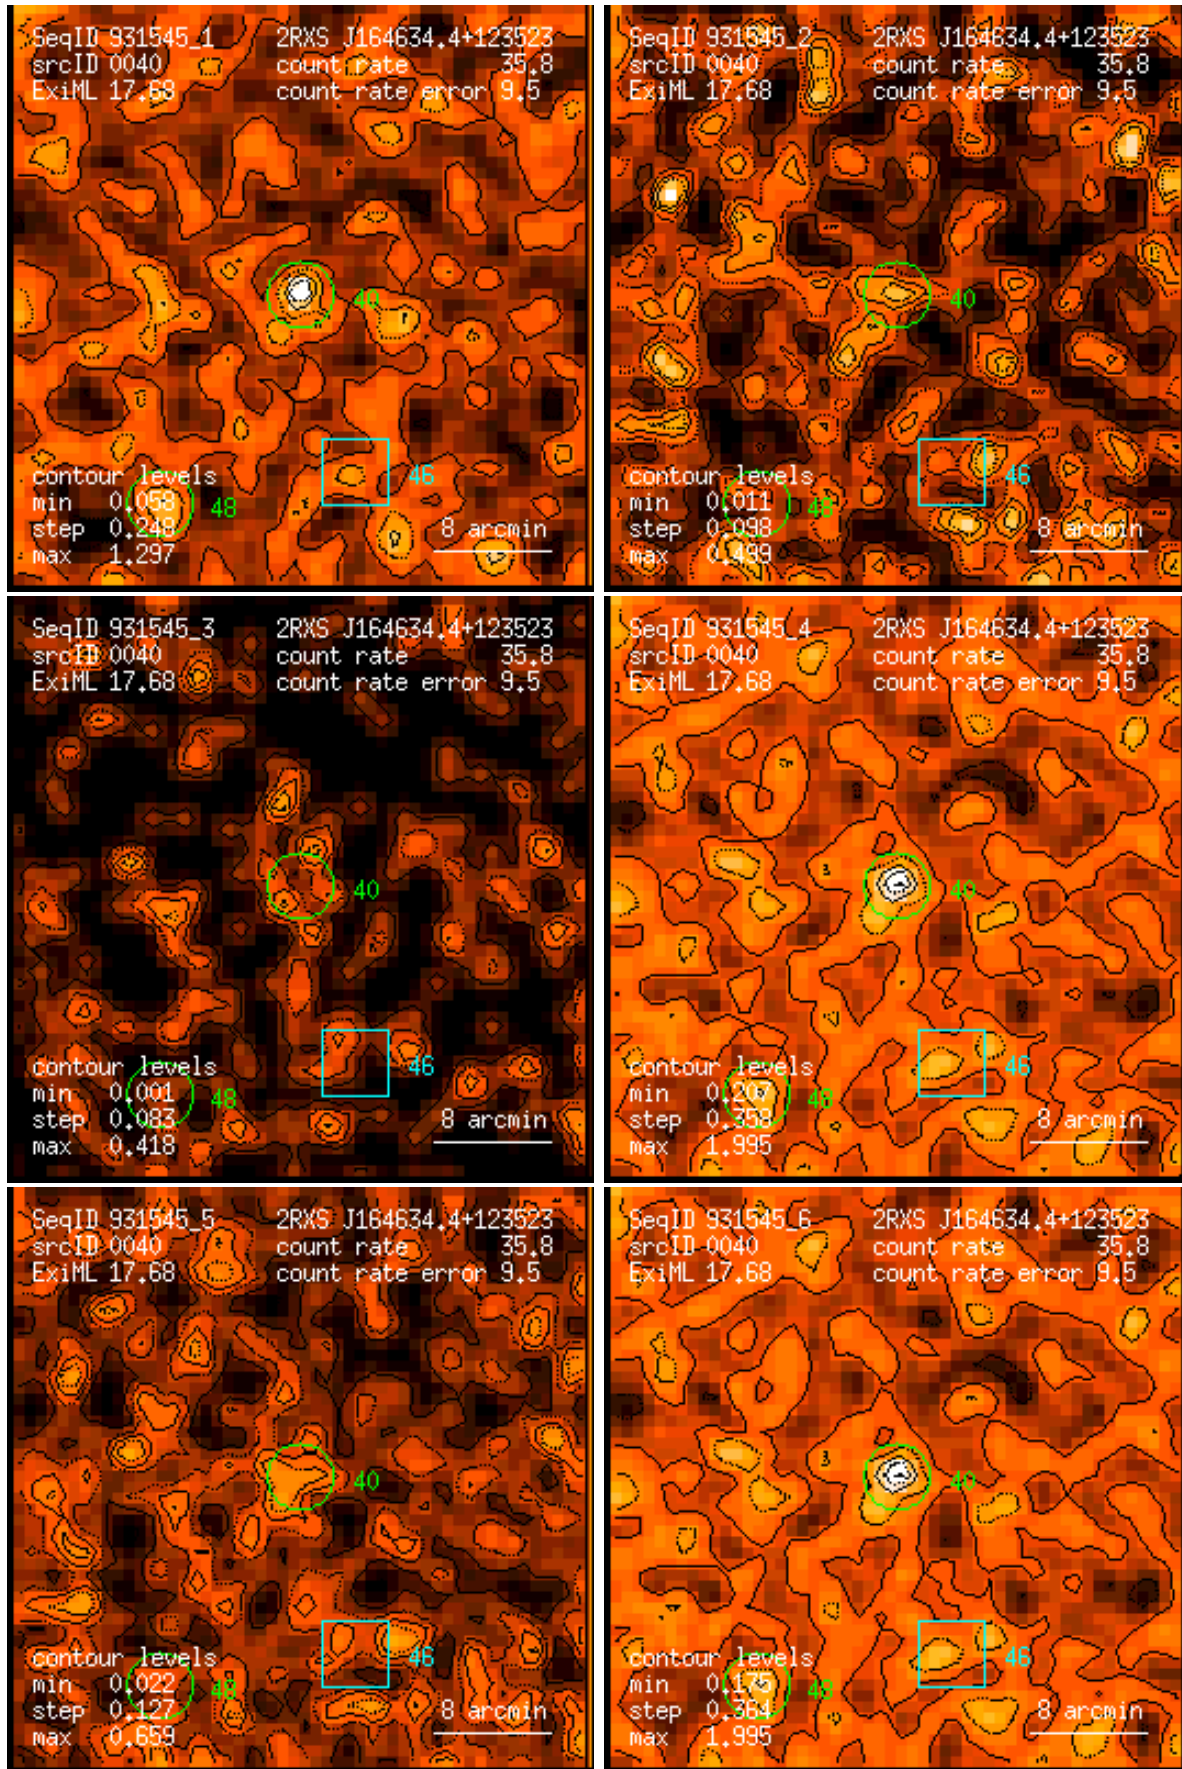 SeqID 931545_1 2RXS J164634.4+123523
srcID 0040 count rate 35.8
ExiML 17.68 count rate error 9.5
40
contour levels 46
min 0.058 48
step 0.248 8 arcmin
max 1.297
SeqID 931545_2 2RXS J164634.4+123523
srcID 0040 count rate 35.8
ExiML 17.68 count rate error 9.5
40
contour levels 46
min 0.011 48
step 0.098 8 arcmin
max 0.499
SeqID 931545_3 2RXS J164634.4+123523
srcID 0040 count rate 35.8
ExiML 17.68 count rate error 9.5
40
contour levels 46
min 0.001 48
step 0.083 8 arcmin
max 0.418
SeqID 931545_4 2RXS J164634.4+123523
srcID 0040 count rate 35.8
ExiML 17.68 count rate error 9.5
40
contour levels 46
min 0.207 48
step 0.358 8 arcmin
max 1.995
SeqID 931545_5 2RXS J164634.4+123523
srcID 0040 count rate 35.8
ExiML 17.68 count rate error 9.5
40
contour levels 46
min 0.022 48
step 0.127 8 arcmin
max 0.659
SeqID 931545_6 2RXS J164634.4+123523
srcID 0040 count rate 35.8
ExiML 17.68 count rate error 9.5
40
contour levels 46
min 0.175 48
step 0.364 8 arcmin
max 1.995